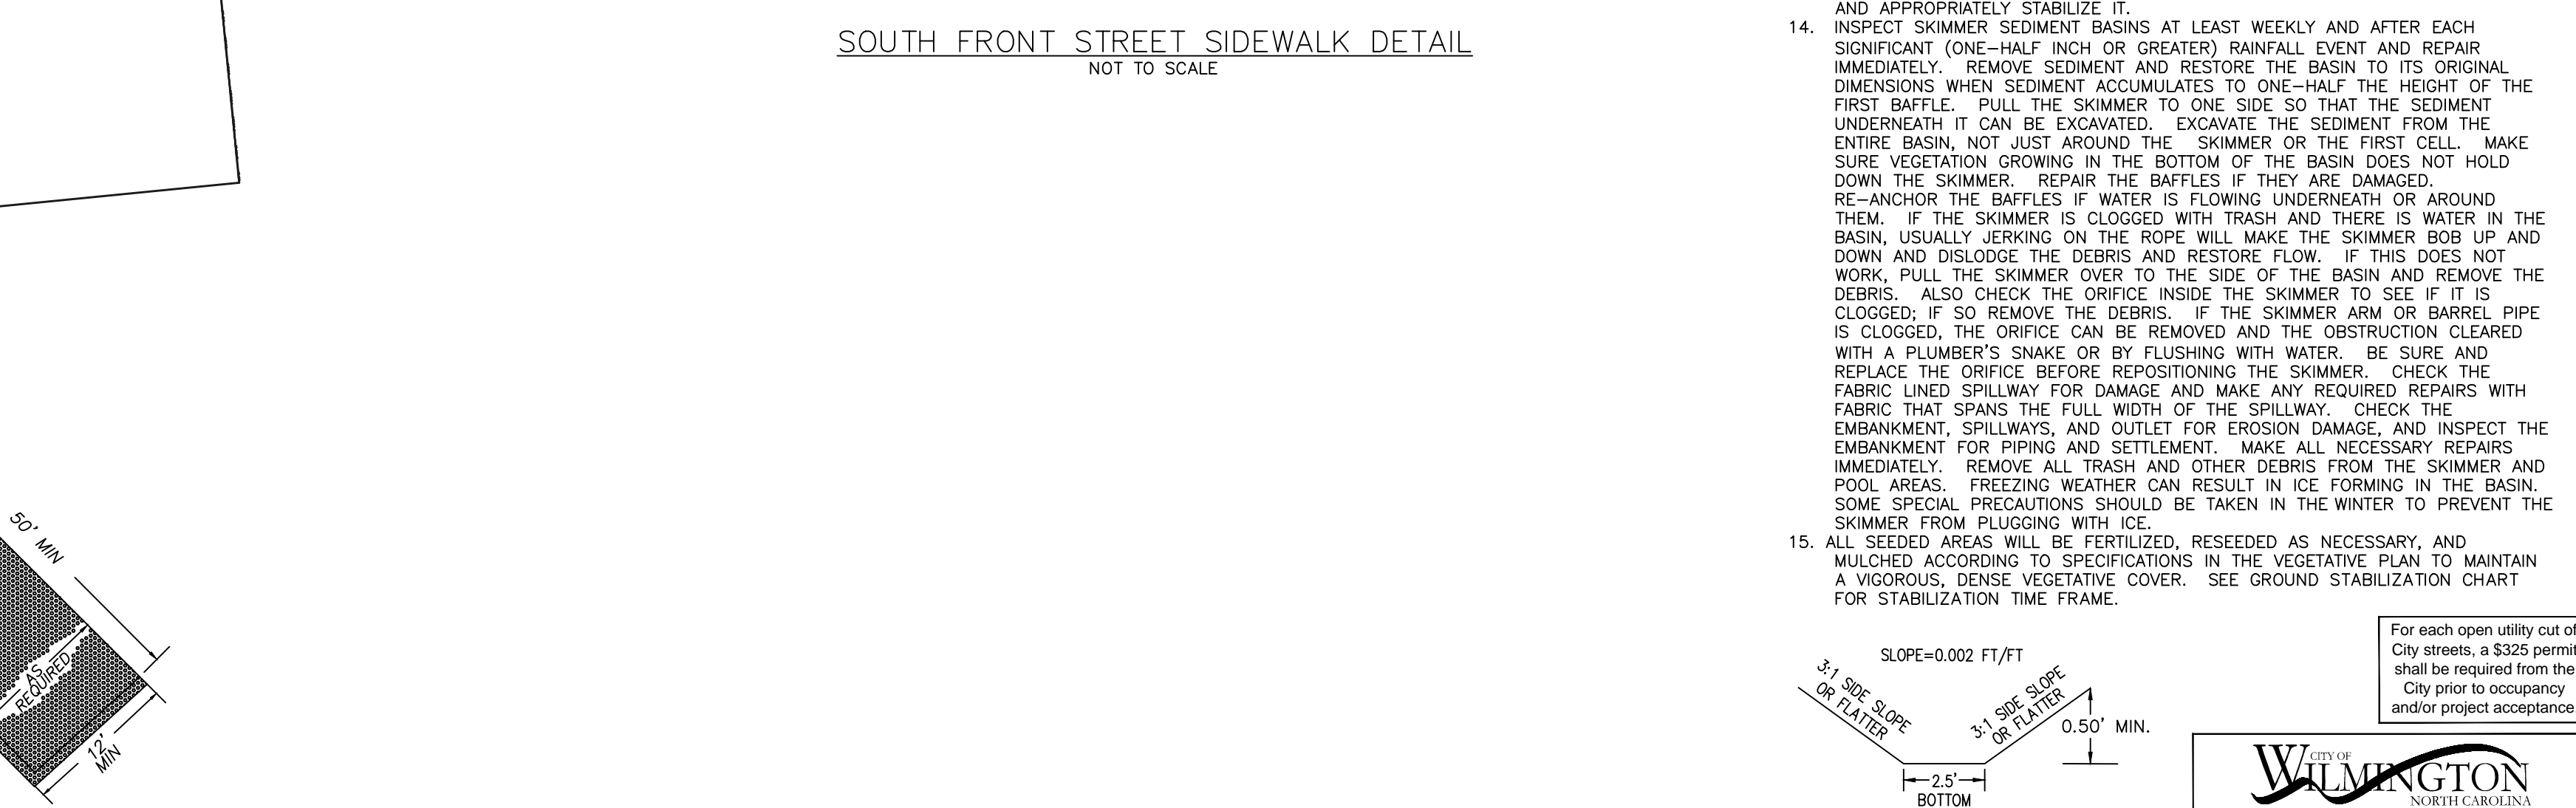 SOUTH FRONT STREET SIDEWALK DETAIL
NOT TO SCALE
50' MIN
AS
REQUIRED
12'
MIN
AND APPROPRIATELY STABILIZE IT.
14. INSPECT SKIMMER SEDIMENT BASINS AT LEAST WEEKLY AND AFTER EACH
SIGNIFICANT (ONE-HALF INCH OR GREATER) RAINFALL EVENT AND REPAIR
IMMEDIATELY. REMOVE SEDIMENT AND RESTORE THE BASIN TO ITS ORIGINAL
DIMENSIONS WHEN SEDIMENT ACCUMULATES TO ONE-HALF THE HEIGHT OF THE
FIRST BAFFLE. PULL THE SKIMMER TO ONE SIDE SO THAT THE SEDIMENT
UNDERNEATH IT CAN BE EXCAVATED. EXCAVATE THE SEDIMENT FROM THE
ENTIRE BASIN, NOT JUST AROUND THE SKIMMER OR THE FIRST CELL. MAKE
SURE VEGETATION GROWING IN THE BOTTOM OF THE BASIN DOES NOT HOLD
DOWN THE SKIMMER. REPAIR THE BAFFLES IF THEY ARE DAMAGED.
RE-ANCHOR THE BAFFLES IF WATER IS FLOWING UNDERNEATH OR AROUND
THEM. IF THE SKIMMER IS CLOGGED WITH TRASH AND THERE IS WATER IN THE
BASIN, USUALLY JERKING ON THE ROPE WILL MAKE THE SKIMMER BOB UP AND
DOWN AND DISLODGE THE DEBRIS AND RESTORE FLOW. IF THIS DOES NOT
WORK, PULL THE SKIMMER OVER TO THE SIDE OF THE BASIN AND REMOVE THE
DEBRIS. ALSO CHECK THE ORIFICE INSIDE THE SKIMMER TO SEE IF IT IS
CLOGGED; IF SO REMOVE THE DEBRIS. IF THE SKIMMER ARM OR BARREL PIPE
IS CLOGGED, THE ORIFICE CAN BE REMOVED AND THE OBSTRUCTION CLEARED
WITH A PLUMBER'S SNAKE OR BY FLUSHING WITH WATER. BE SURE AND
REPLACE THE ORIFICE BEFORE REPOSITIONING THE SKIMMER. CHECK THE
FABRIC LINED SPILLWAY FOR DAMAGE AND MAKE ANY REQUIRED REPAIRS WITH
FABRIC THAT SPANS THE FULL WIDTH OF THE SPILLWAY. CHECK THE
EMBANKMENT, SPILLWAYS, AND OUTLET FOR EROSION DAMAGE, AND INSPECT THE
EMBANKMENT FOR PIPING AND SETTLEMENT. MAKE ALL NECESSARY REPAIRS
IMMEDIATELY. REMOVE ALL TRASH AND OTHER DEBRIS FROM THE SKIMMER AND
POOL AREAS. FREEZING WEATHER CAN RESULT IN ICE FORMING IN THE BASIN.
SOME SPECIAL PRECAUTIONS SHOULD BE TAKEN IN THE WINTER TO PREVENT THE
SKIMMER FROM PLUGGING WITH ICE.
15. ALL SEEDED AREAS WILL BE FERTILIZED, RESEEDED AS NECESSARY, AND
MULCHED ACCORDING TO SPECIFICATIONS IN THE VEGETATIVE PLAN TO MAINTAIN
A VIGOROUS, DENSE VEGETATIVE COVER. SEE GROUND STABILIZATION CHART
FOR STABILIZATION TIME FRAME.
SLOPE=0.002 FT/FT
3:1 SIDE SLOPE
OR FLATTER
3:1 SIDE SLOPE
OR FLATTER
0.50' MIN.
2.5'
BOTTOM
For each open utility cut of
City streets, a $325 permit
shall be required from the
City prior to occupancy
and/or project acceptance
CITY OF
WILMINGTON
NORTH CAROLINA